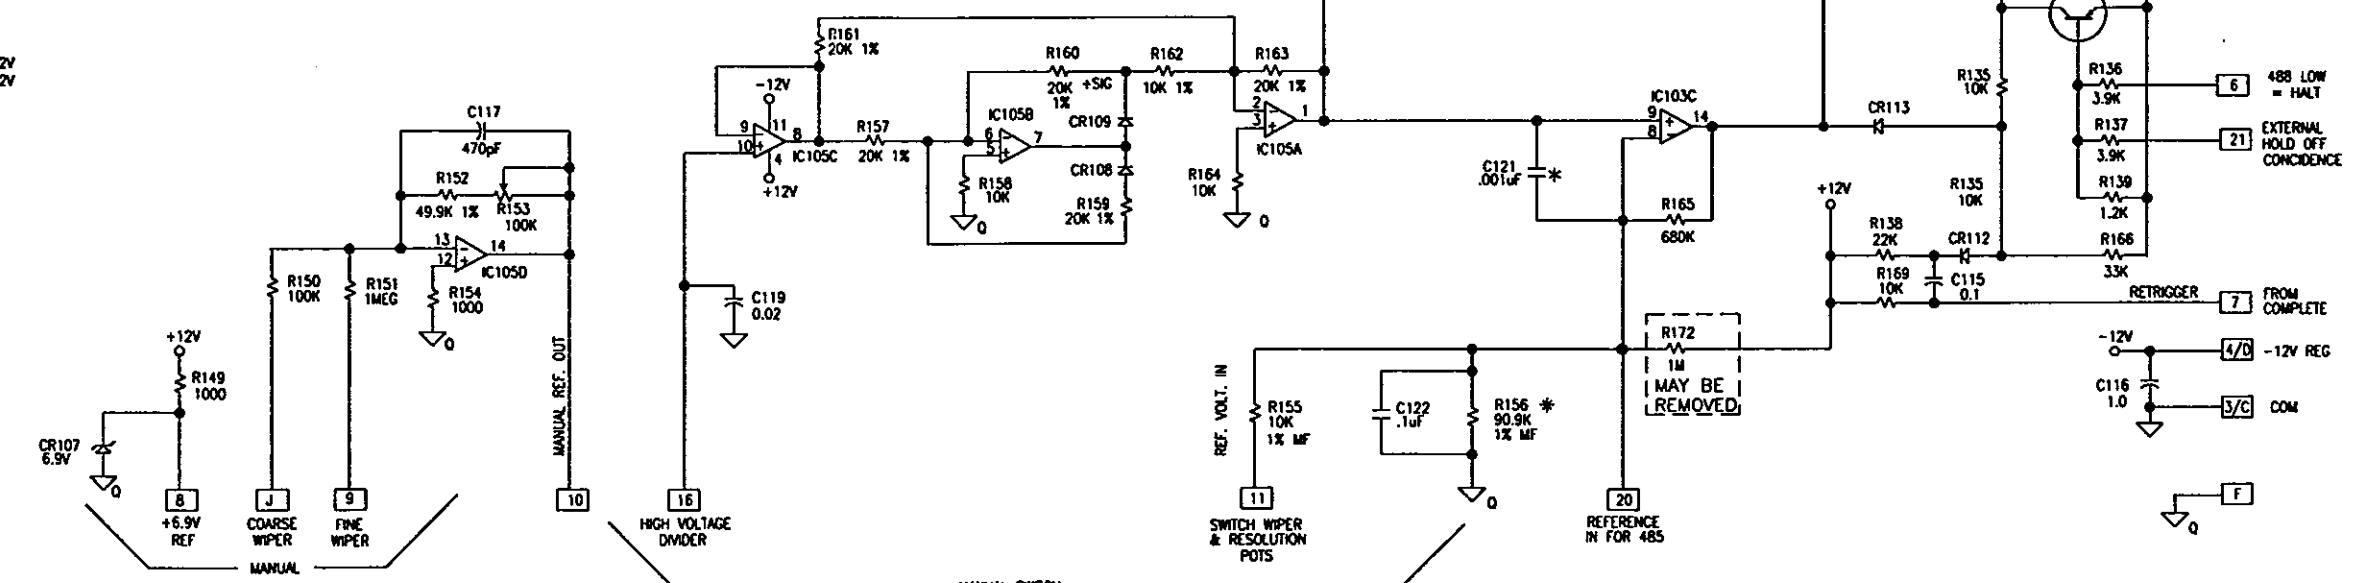 2V
2V
R161
20K 1%
-12V
9
11
10
8
4
IC105C
+12V
R157
20K 1%
R160
20K
1%
+SIG
R162
10K 1%
R163
20K 1%
IC105B
6
5
7
CR109
CR108
R158
10K
Q
R159
20K 1%
2
3
1
IC105A
R164
10K
Q
IC103C
9
8
14
CR113
C121
.001uF *
R165
680K
R135
10K
R136
3.9K
6
488 LOW
= HALT
R137
3.9K
21
EXTERNAL
HOLD OFF
CONCIDENCE
R135
10K
R139
1.2K
+12V
R138
22K
CR112
R166
33K
R169
10K
C115
0.1
RETRIGGER
7
FROM
COMPLETE
C117
470pF
R152
49.9K 1%
R153
100K
13
12
14
IC105D
R150
100K
R151
1MEG
R154
1000
Q
C119
0.02
+12V
R149
1000
CR107
6.9V
Q
MANUAL REF. OUT
8
+6.9V
REF
J
COARSE
WIPER
9
FINE
WIPER
10
MANUAL
16
HIGH VOLTAGE
DIVIDER
REF. VOLT. IN
R155
10K
1% MF
C122
.1uF
R156 *
90.9K
1% MF
Q
R172
1M
MAY BE
REMOVED
11
SWITCH WIPER
& RESOLUTION
POTS
20
REFERENCE
IN FOR 485
-12V
4/D
-12V REG
C116
1.0
3/C
COM
F
Q